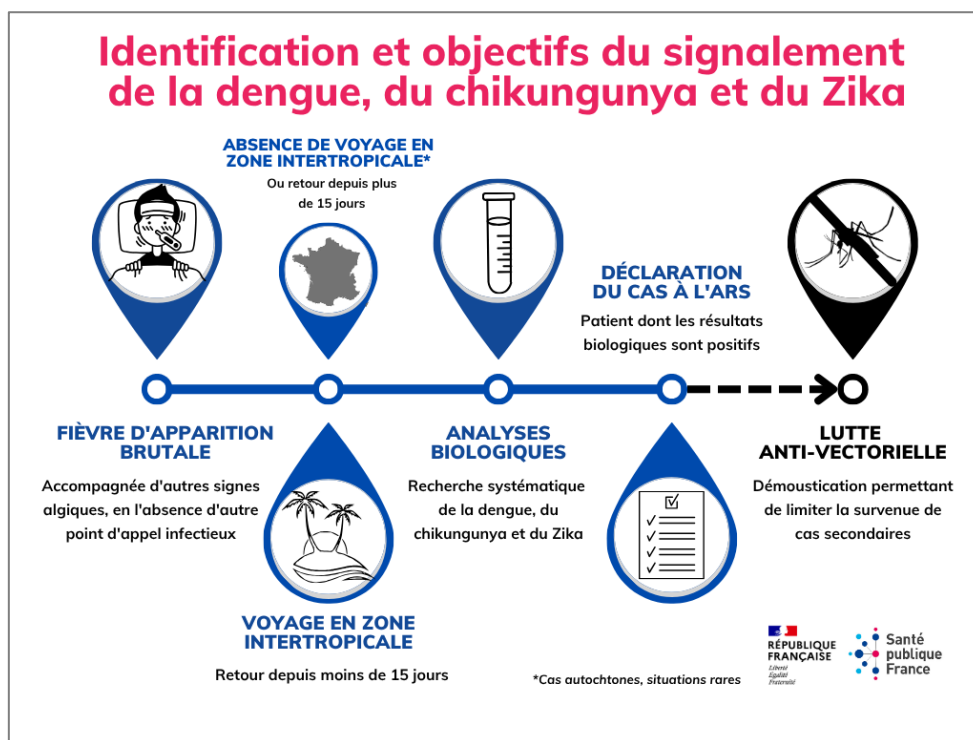 Identification et objectifs du signalement
de la dengue, du chikungunya et du Zika
ABSENCE DE VOYAGE EN
ZONE INTERTROPICALE*
Ou retour depuis plus
de 15 jours
DÉCLARATION
DU CAS À L'ARS
Patient dont les résultats
biologiques sont positifs
FIÈVRE D'APPARITION
BRUTALE
Accompagnée d'autres signes
algiques, en l'absence d'autre
point d'appel infectieux
ANALYSES
BIOLOGIQUES
Recherche systématique
de la dengue, du
chikungunya et du Zika
LUTTE
ANTI-VECTORIELLE
Démoustication permettant
de limiter la survenue de
cas secondaires
VOYAGE EN ZONE
INTERTROPICALE
Retour depuis moins de 15 jours
*Cas autochtones, situations rares
RÉPUBLIQUE
FRANÇAISE
Liberté
Égalité
Fraternité
Santé
publique
France